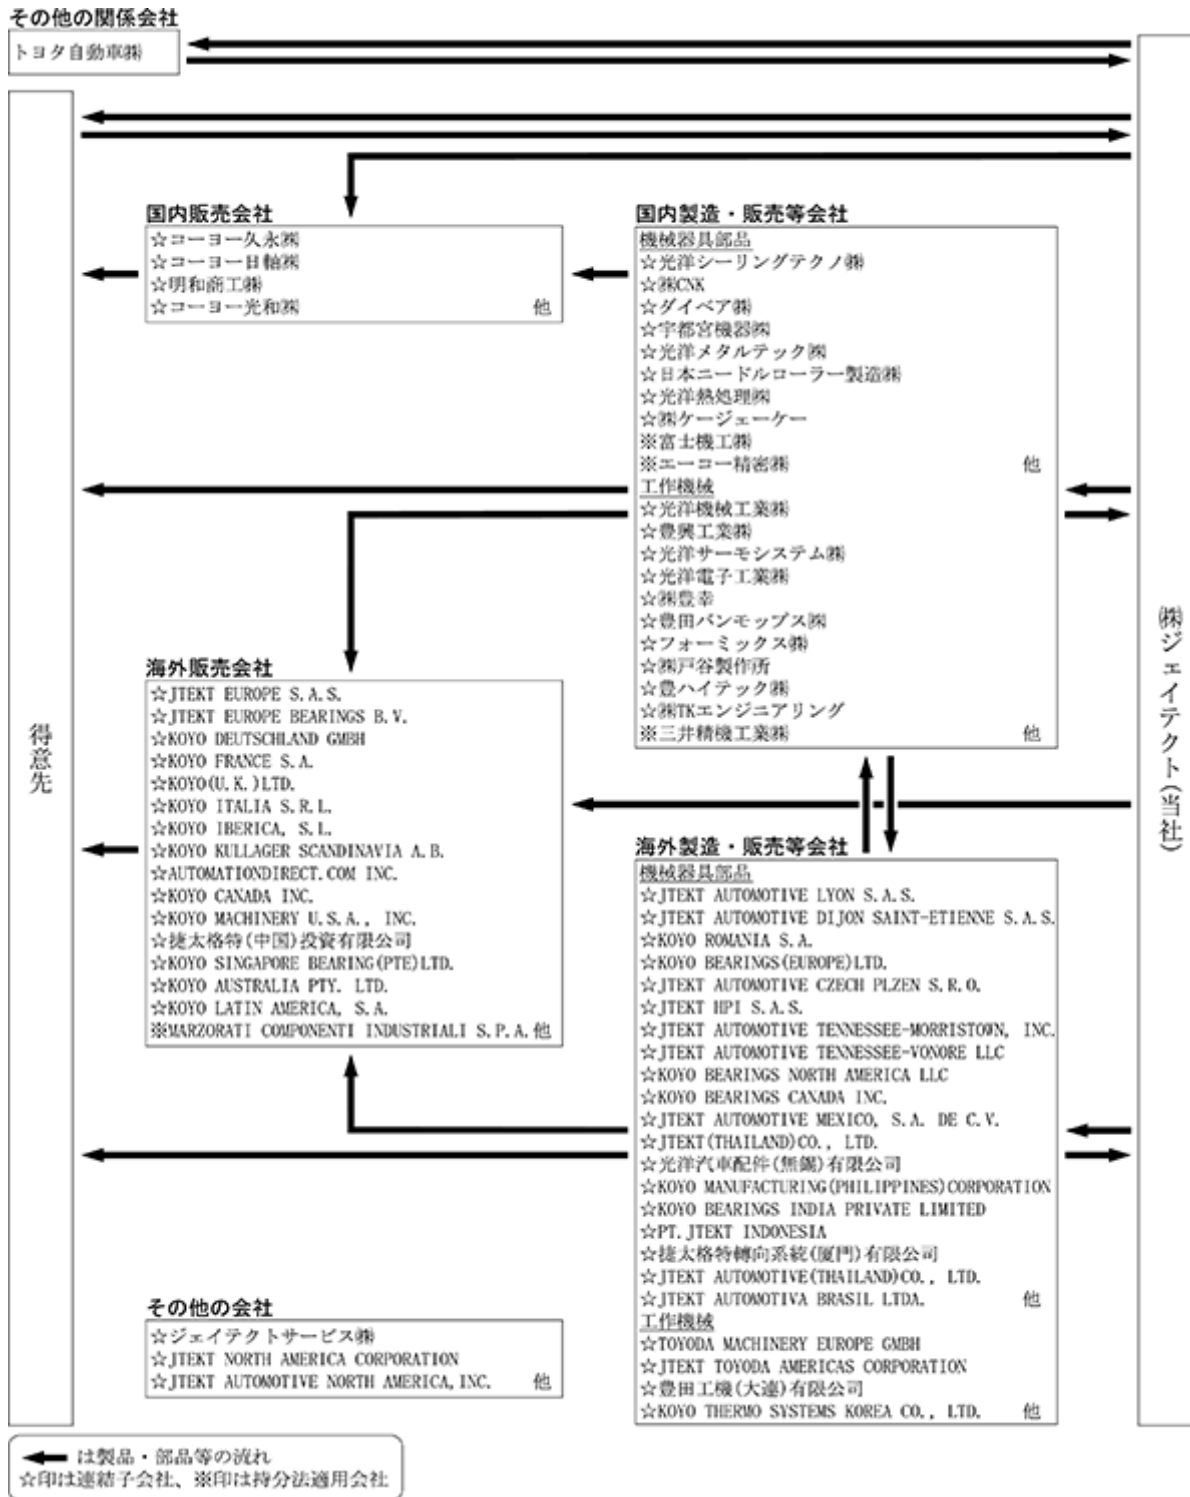 その他の関係会社
トヨタ自動車㈱
得意先
国内販売会社
☆コーヨー久永㈱
☆コーヨー日軸㈱
☆明和商工㈱
☆コーヨー光和㈱ 他
国内製造・販売等会社
機械器具部品
☆光洋シーリングテクノ㈱
☆㈱CNK
☆ダイベア㈱
☆宇都宮機器㈱
☆光洋メタルテック㈱
☆日本ニードルローラー製造㈱
☆光洋熱処理㈱
☆㈱ケージェーケー
※富士機工㈱
※エーコー精密㈱ 他
工作機械
☆光洋機械工業㈱
☆豊興工業㈱
☆光洋サーモシステム㈱
☆光洋電子工業㈱
☆㈱豊幸
☆豊田バンモップス㈱
☆フォーミックス㈱
☆㈱戸谷製作所
☆豊ハイテック㈱
☆㈱TKエンジニアリング
※三井精機工業㈱ 他
海外販売会社
☆JTEKT EUROPE S.A.S.
☆JTEKT EUROPE BEARINGS B.V.
☆KOYO DEUTSCHLAND GMBH
☆KOYO FRANCE S.A.
☆KOYO(U.K.)LTD.
☆KOYO ITALIA S.R.L.
☆KOYO IBERICA, S.L.
☆KOYO KULLAGER SCANDINAVIA A.B.
☆AUTOMATIONDIRECT.COM INC.
☆KOYO CANADA INC.
☆KOYO MACHINERY U.S.A., INC.
☆捷太格特(中国)投資有限公司
☆KOYO SINGAPORE BEARING(PTE)LTD.
☆KOYO AUSTRALIA PTY. LTD.
☆KOYO LATIN AMERICA, S.A.
※MARZORATI COMPONENTI INDUSTRIALI S.P.A. 他
海外製造・販売等会社
機械器具部品
☆JTEKT AUTOMOTIVE LYON S.A.S.
☆JTEKT AUTOMOTIVE DIJON SAINT-ETIENNE S.A.S.
☆KOYO ROMANIA S.A.
☆KOYO BEARINGS(EUROPE)LTD.
☆JTEKT AUTOMOTIVE CZECH PLZEN S.R.O.
☆JTEKT HPI S.A.S.
☆JTEKT AUTOMOTIVE TENNESSEE-MORRISTOWN, INC.
☆JTEKT AUTOMOTIVE TENNESSEE-VONORE LLC
☆KOYO BEARINGS NORTH AMERICA LLC
☆KOYO BEARINGS CANADA INC.
☆JTEKT AUTOMOTIVE MEXICO, S.A. DE C.V.
☆JTEKT(THAILAND)CO., LTD.
☆光洋汽車配件(無錫)有限公司
☆KOYO MANUFACTURING(PHILIPPINES)CORPORATION
☆KOYO BEARINGS INDIA PRIVATE LIMITED
☆PT.JTEKT INDONESIA
☆捷太格特轉向系統(厦門)有限公司
☆JTEKT AUTOMOTIVE(THAILAND)CO., LTD.
☆JTEKT AUTOMOTIVA BRASIL LTDA. 他
工作機械
☆TOYODA MACHINERY EUROPE GMBH
☆JTEKT TOYODA AMERICAS CORPORATION
☆豊田工機(大連)有限公司
☆KOYO THERMO SYSTEMS KOREA CO., LTD. 他
その他の会社
☆ジェイテクトサービス㈱
☆JTEKT NORTH AMERICA CORPORATION
☆JTEKT AUTOMOTIVE NORTH AMERICA,INC. 他
㈱ジェイテクト(当社)
は製品・部品等の流れ
☆印は連結子会社、※印は持分法適用会社